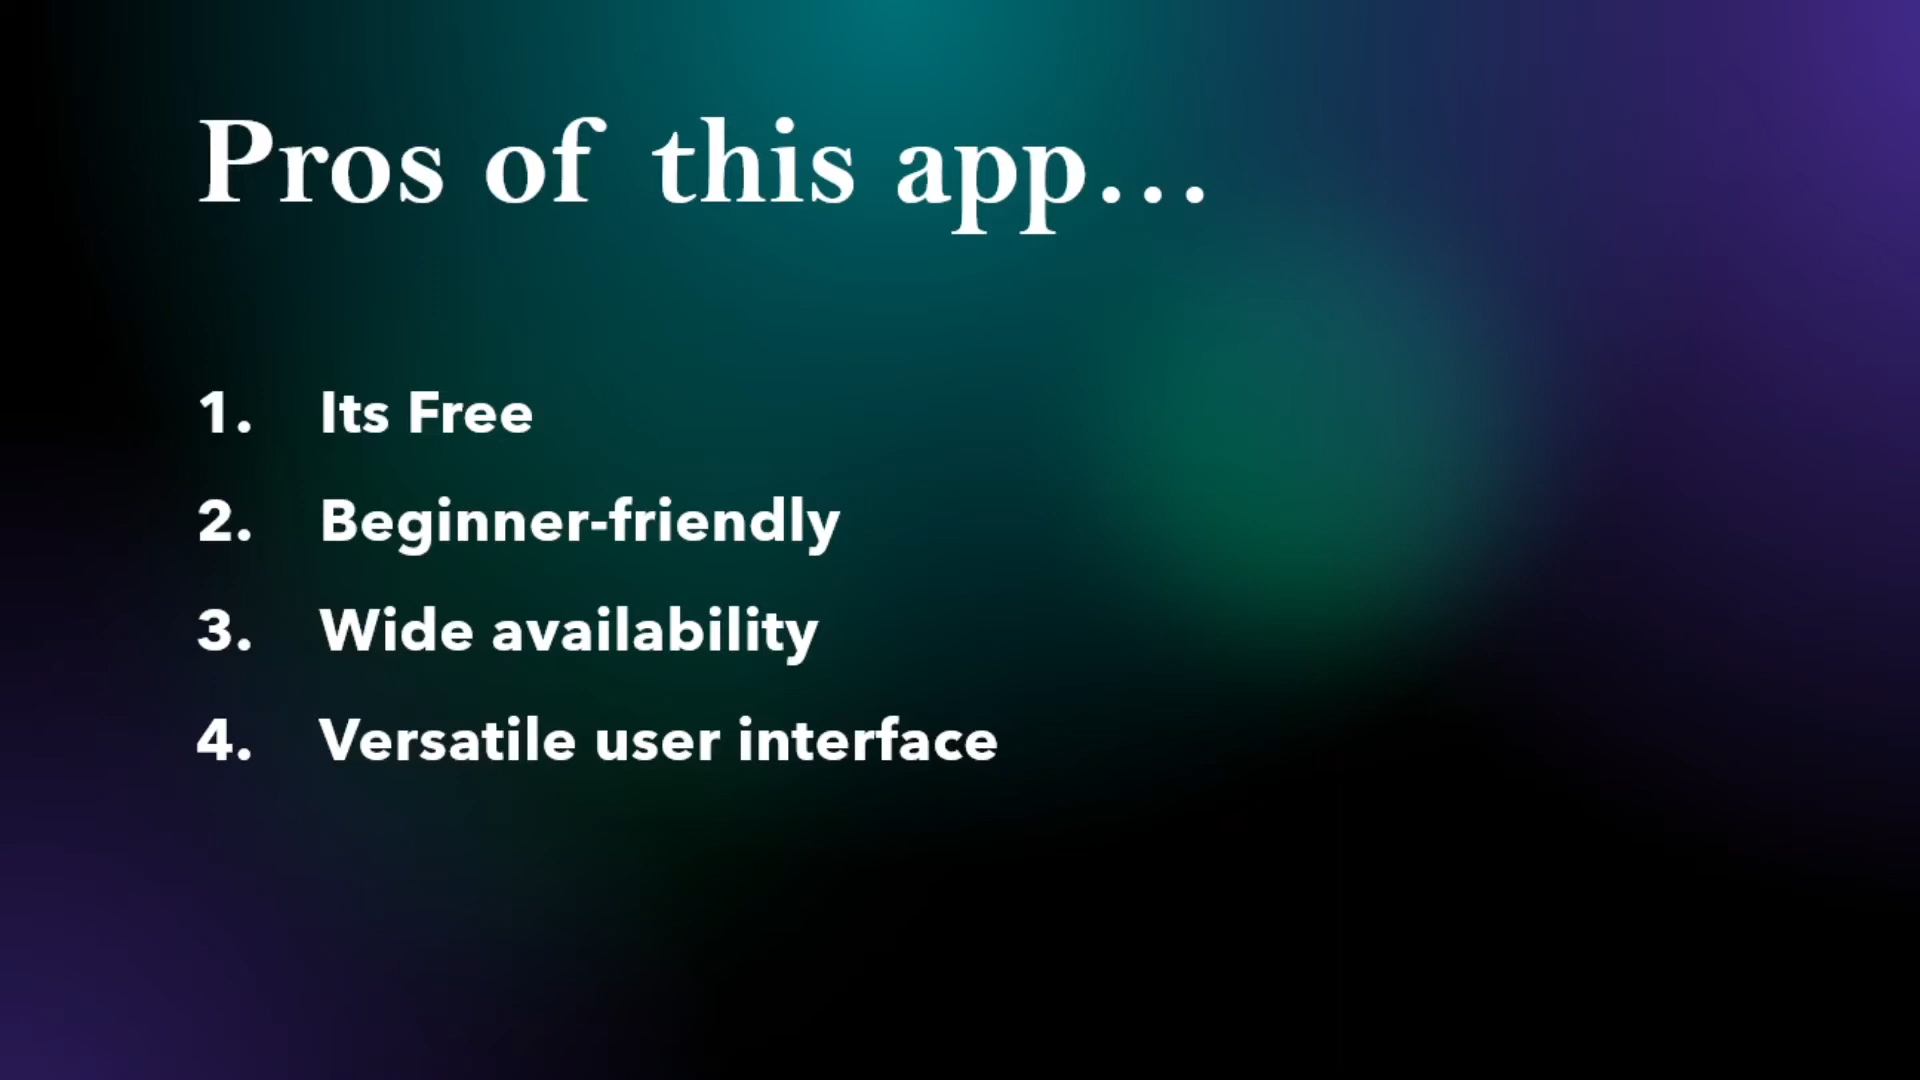 Pros of this app...
1. Its Free
2. Beginner-friendly
3. Wide availability
4. Versatile user interface